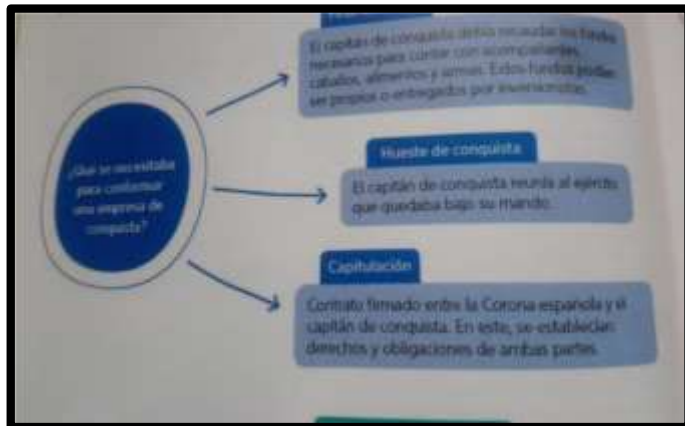 ¿Qué se necesitaba
para conformar
una empresa de
conquista?
El capitán de conquista debía recaudar los fondos
necesarios para contar con acompañantes,
caballos, alimentos y armas. Estos fondos podían
ser propios o entregados por inversionistas.
Hueste de conquista
El capitán de conquista reunía al ejército
que quedaba bajo su mando.
Capitulación
Contrato firmado entre la Corona española y el
capitán de conquista. En este, se establecían
derechos y obligaciones de ambas partes.